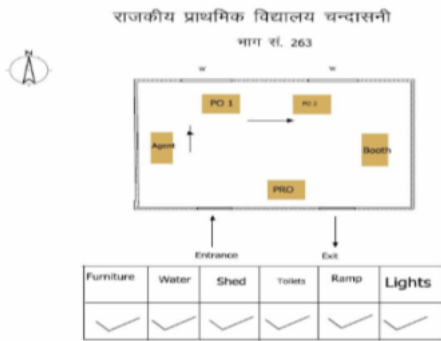 राजकीय प्राथमिक विद्यालय चन्दासनी
भाग सं. 263
N
W W
PO 1 PO 2
Agent Booth
PRO
Entrance Exit
Furniture Water Shed Toilets Ramp Lights